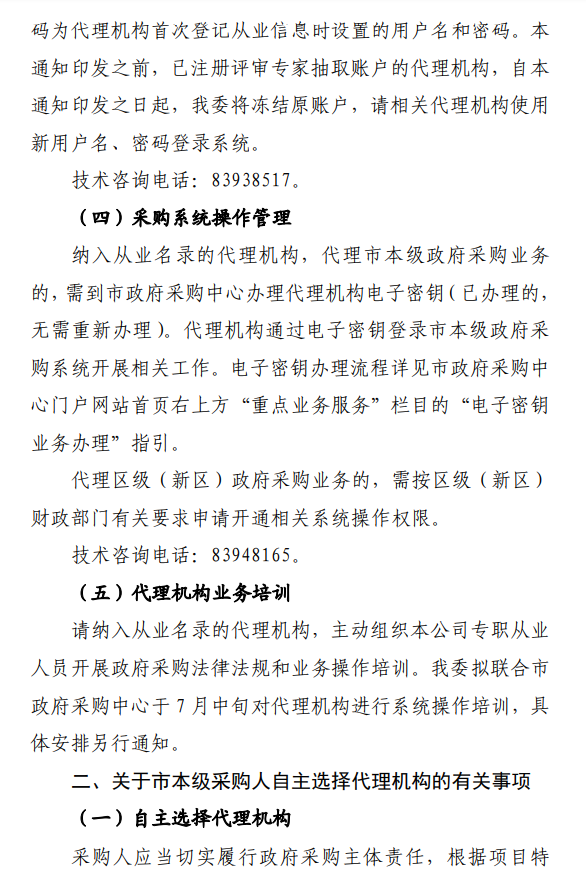 码为代理机构首次登记从业信息时设置的用户名和密码。本
通知印发之前，已注册评审专家抽取账户的代理机构，自本
通知印发之日起，我委将冻结原账户，请相关代理机构使用
新用户名、密码登录系统。
技术咨询电话：83938517。
（四）采购系统操作管理
纳入从业名录的代理机构，代理市本级政府采购业务
的，需到市政府采购中心办理代理机构电子密钥（已办理的，
无需重新办理）。代理机构通过电子密钥登录市本级政府采
购系统开展相关工作。电子密钥办理流程详见市政府采购中
心门户网站首页右上方“重点业务服务”栏目的“电子密钥
业务办理”指引。
代理区级（新区）政府采购业务的，需按区级（新区）
财政部门有关要求申请开通相关系统操作权限。
技术咨询电话：83948165。
（五）代理机构业务培训
请纳入从业名录的代理机构，主动组织本公司专职从业
人员开展政府采购法律法规和业务操作培训。我委拟联合市
政府采购中心于 7 月中旬对代理机构进行系统操作培训，具
体安排另行通知。
二、关于市本级采购人自主选择代理机构的有关事项
（一）自主选择代理机构
采购人应当切实履行政府采购主体责任，根据项目特